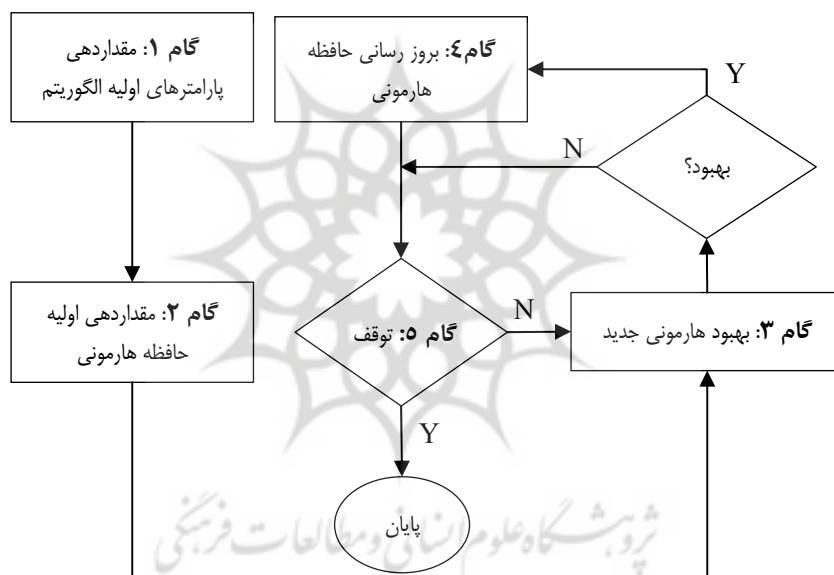 گام ۱: مقداردهی
پارامترهای اولیه الگوریتم
گام۴: بروز رسانی حافظه
هارمونی
Y
N
بهبود؟
گام ۲: مقداردهی اولیه
حافظه هارمونی
گام ۵: توقف
N
گام ۳: بهبود هارمونی جدید
Y
پایان
پژوهشگاه علوم انسانی و مطالعات فرهنگی